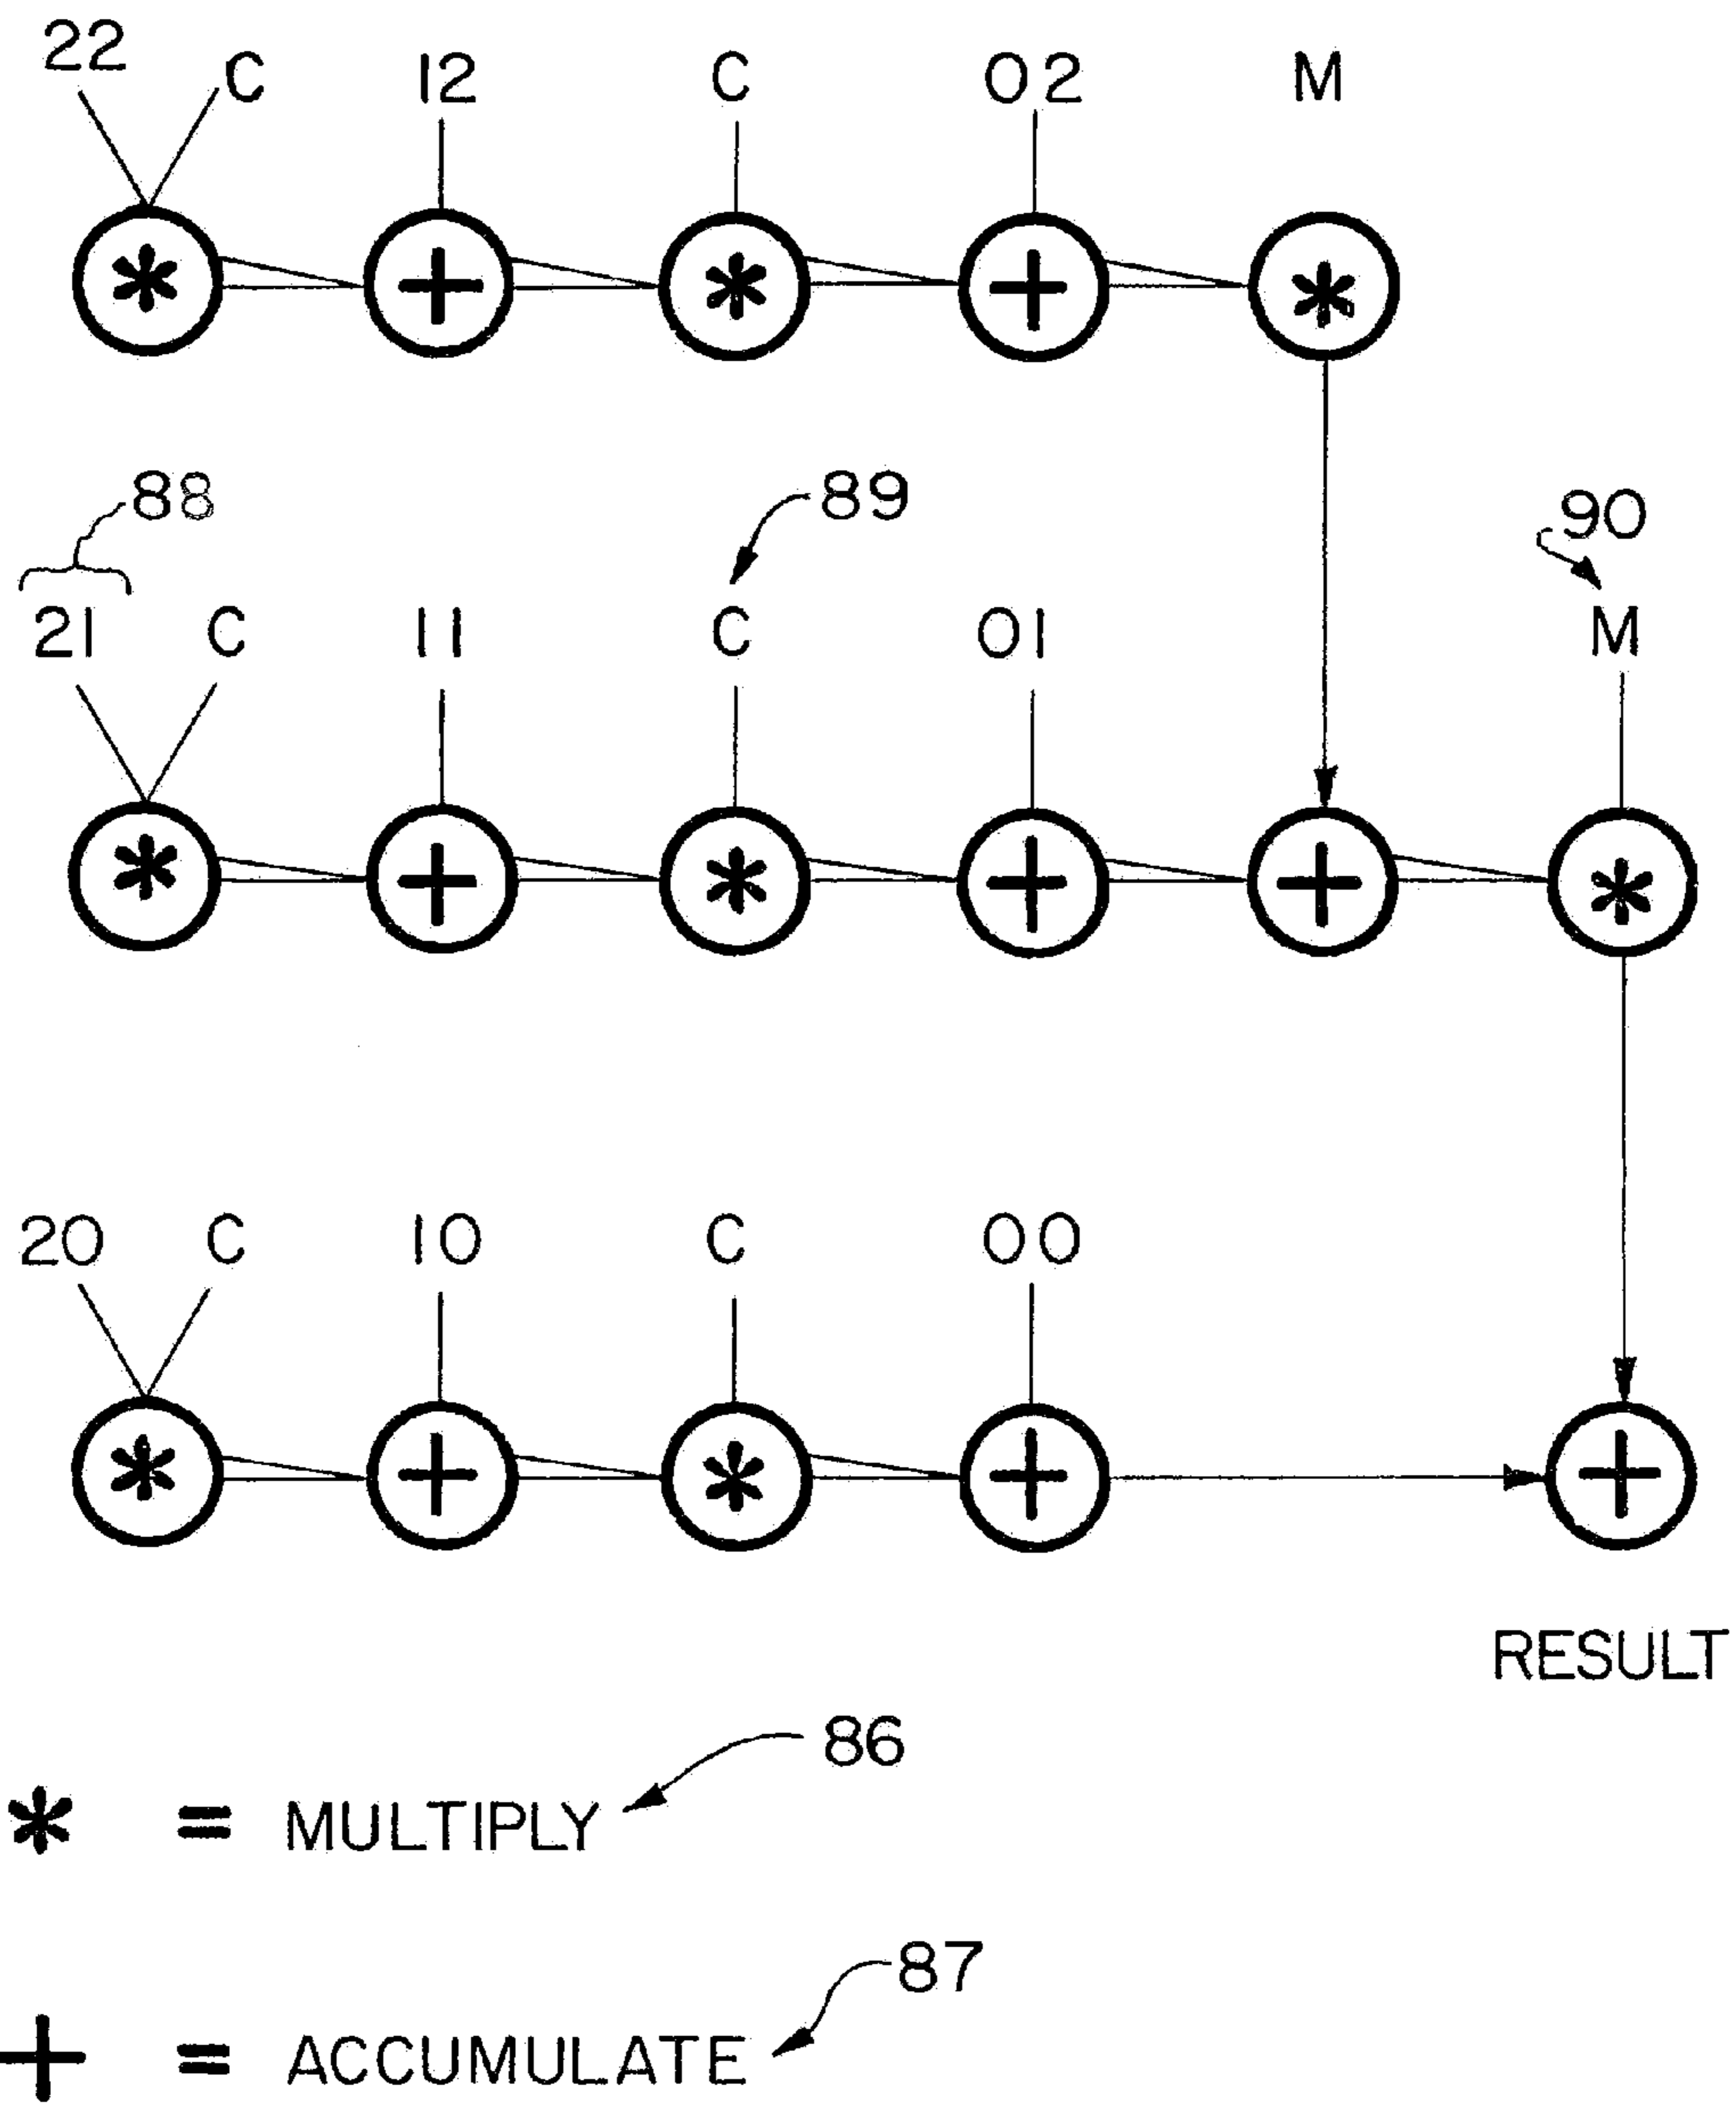 22 C 12 C 02 M
* + * + *
88 89 90
21 C 11 C 01 M
* + * + + *
20 C 10 C 00
* + * + +
RESULT
86
* = MULTIPLY
87
+ = ACCUMULATE